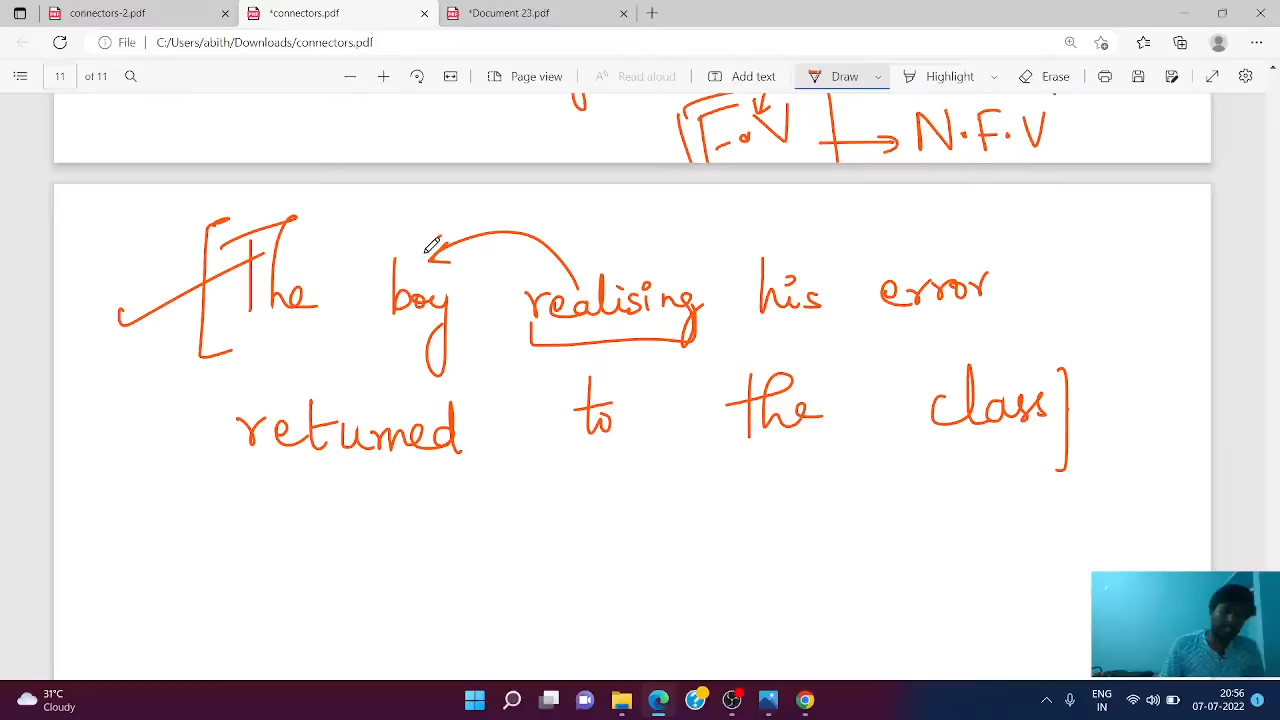 connectors-2.pdf
*connectors.pdf
*Document 23.pdf
File
C:/Users/abith/Downloads/connectors.pdf
11 of 11
Page view
Read aloud
Add text
Draw
Highlight
Erase
F.V N.F.V
The boy realising his error
returned to the class
31°C
Cloudy
ENG
IN
20:56
07-07-2022